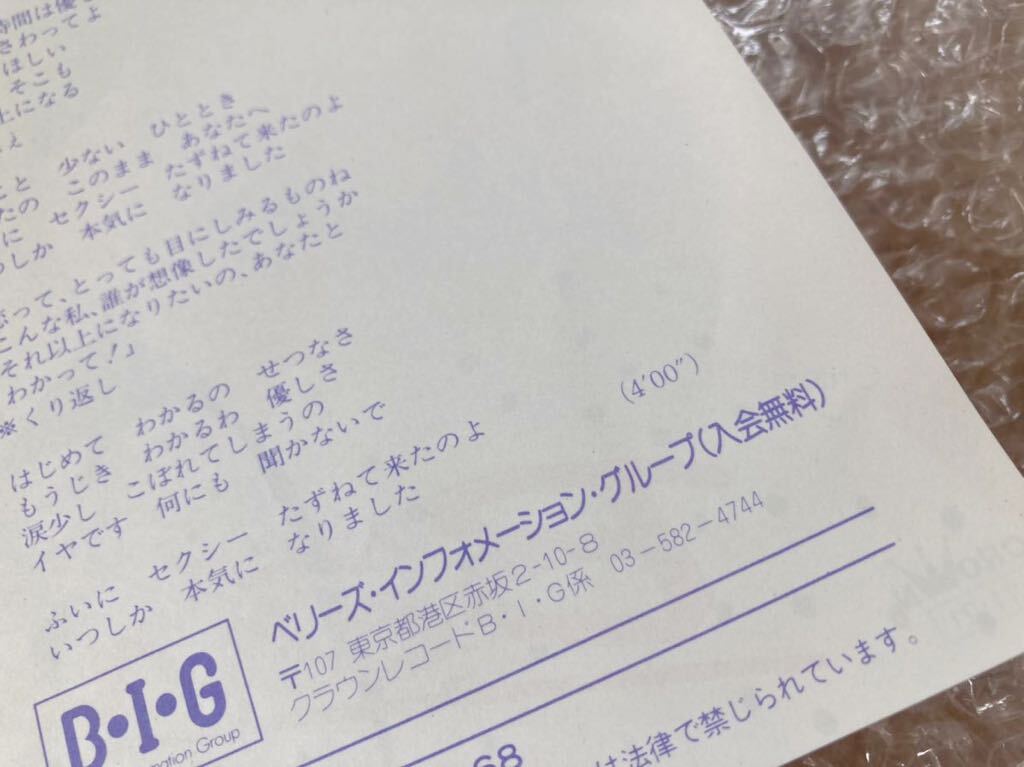 間は優
さわってよ
ほしい
そこも
上になる
こと 少ない ひととき
たの このまま あなたへ
に セクシー たずねて来たのよ
つしか 本気に なりました
恋って、とっても目にしみるものね
こんな私、誰が想像したでしょうか
それ以上になりたいの、あなたと
わかって!」
※くり返し
はじめて わかるの せつなさ
もうじき わかるわ 優しさ
涙少し こぼれてしまうの
イヤです 何にも 聞かないで
ふいに セクシー たずねて来たのよ
いつしか 本気に なりました
(4'00")
ベリーズ・インフォメーション・グループ(入会無料)
〒107 東京都港区赤坂2-10-8
クラウンレコードB・I・G係 03-582-4744
B・I・G
mation Group
68
は法律で禁じられています。